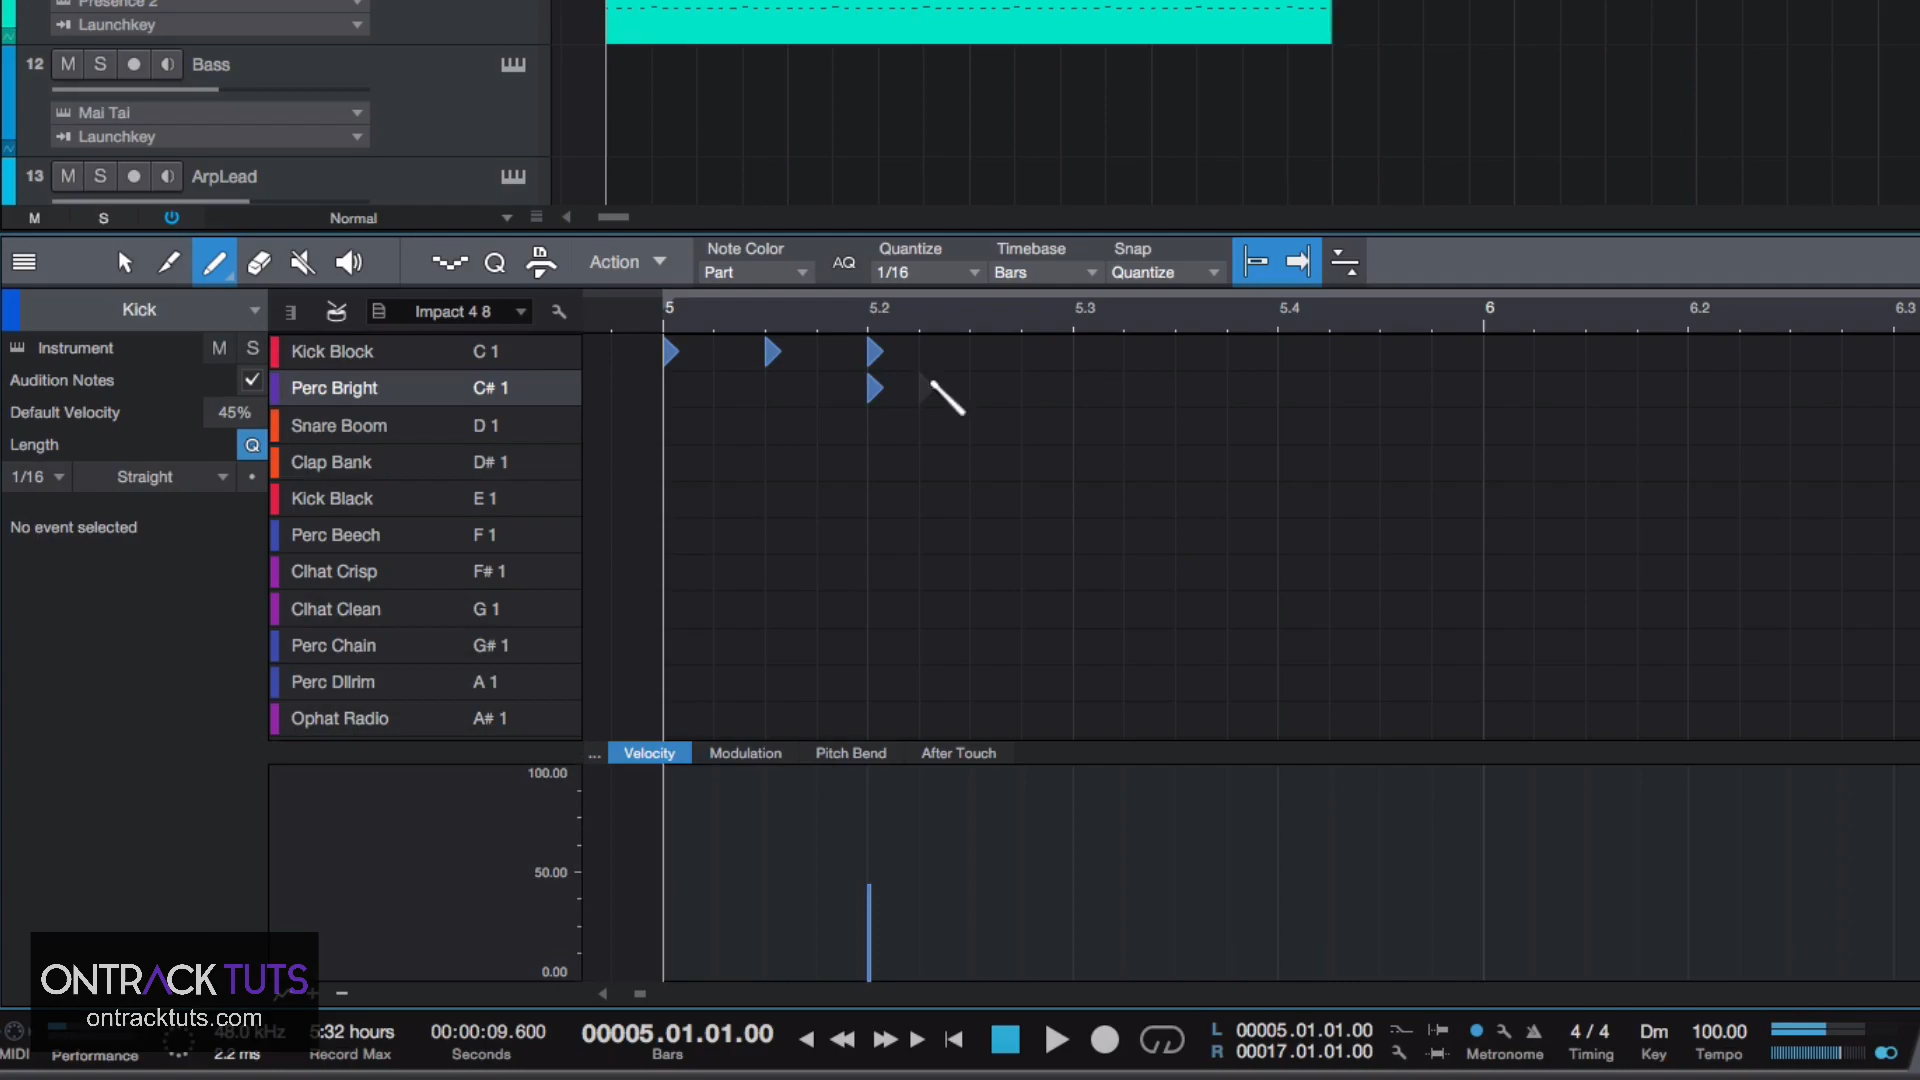 Presence 2
Launchkey
12 M S Bass
Mai Tai
Launchkey
13 M S ArpLead
M S Normal
Action
Note Color
Part
AQ
Quantize
1/16
Timebase
Bars
Snap
Quantize
Kick
Impact 4 8
5 5.2 5.3 5.4 6 6.2 6.3
Instrument M S
Audition Notes
Default Velocity 45%
Length Q
1/16 Straight
No event selected
Kick Block C 1
Perc Bright C# 1
Snare Boom D 1
Clap Bank D# 1
Kick Black E 1
Perc Beech F 1
Clhat Crisp F# 1
Clhat Clean G 1
Perc Chain G# 1
Perc Dllrim A 1
Ophat Radio A# 1
... Velocity Modulation Pitch Bend After Touch
100.00
50.00
0.00
ONTRACK TUTS
ontracktuts.com
MIDI
Performance
48.0 kHz
2.2 ms
5:32 hours
Record Max
00:00:09.600
Seconds
00005.01.01.00
Bars
L 00005.01.01.00
R 00017.01.01.00
Metronome
4 / 4
Timing
Dm
Key
100.00
Tempo